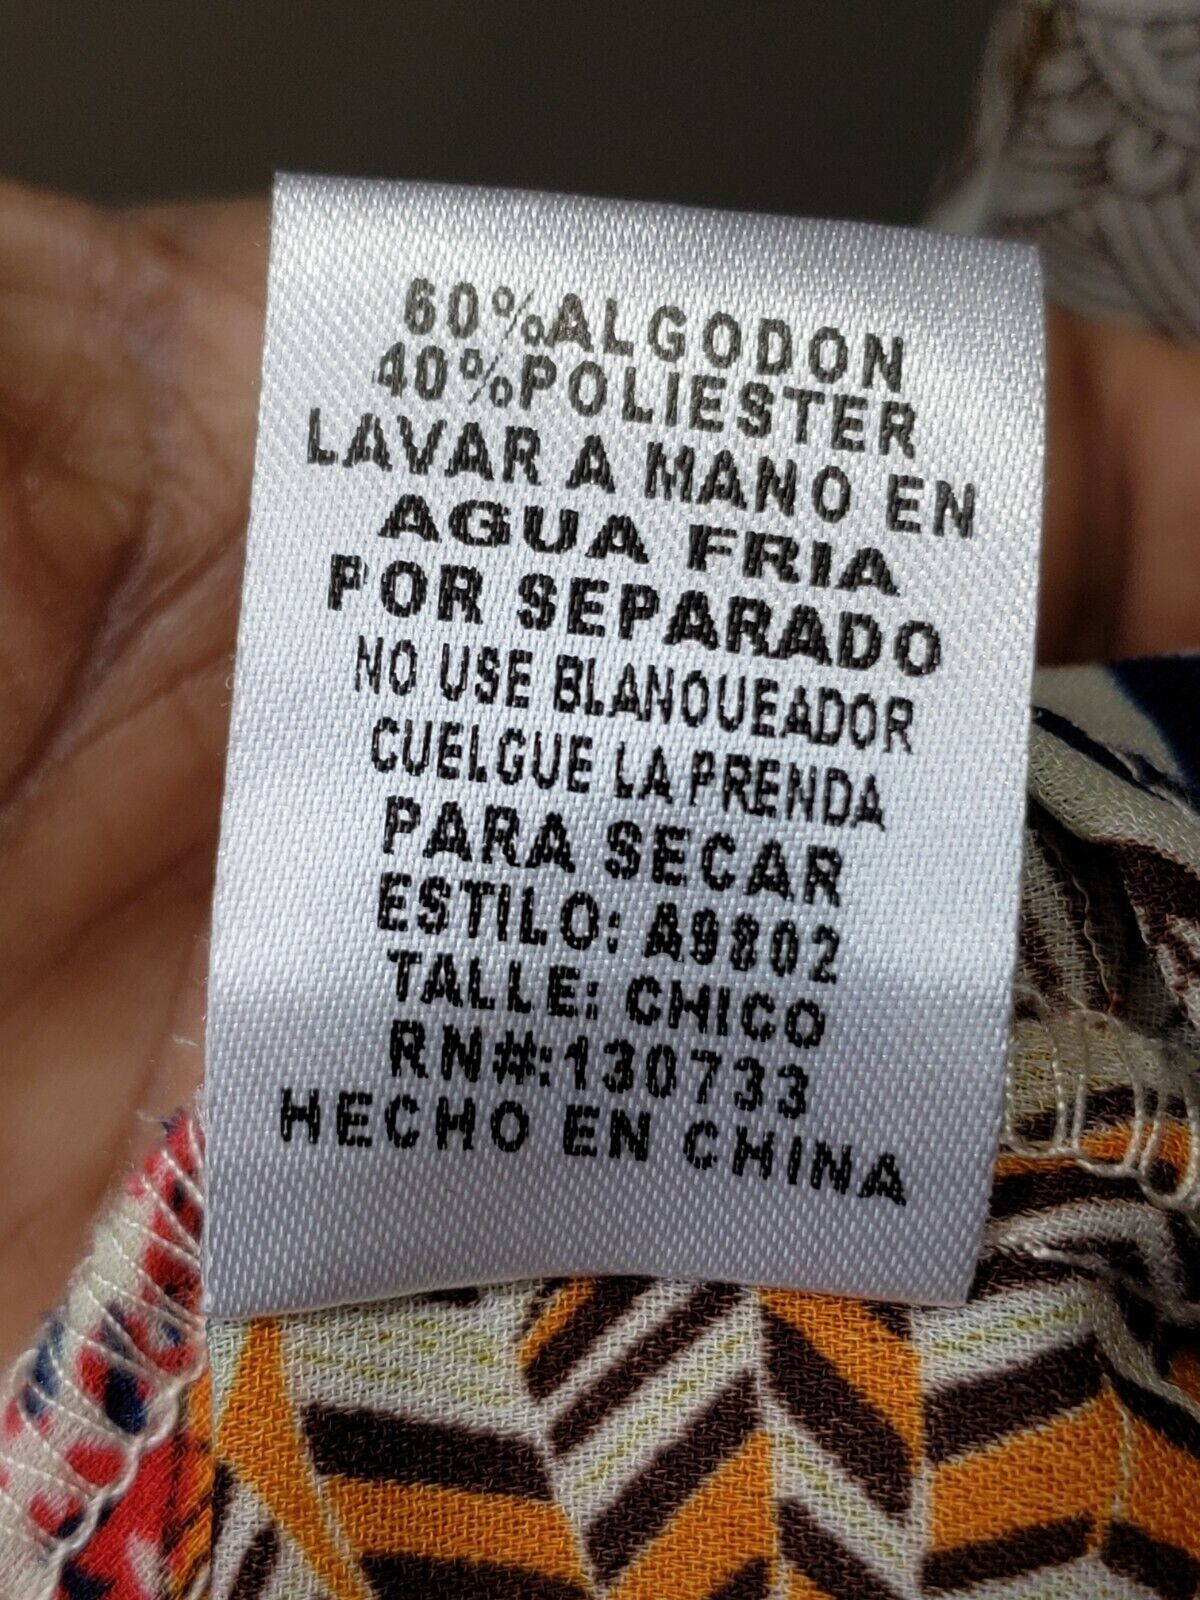 60%ALGODON
40%POLIESTER
LAVAR A MANO EN
AGUA FRIA
POR SEPARADO
NO USE BLANQUEADOR
CUELGUE LA PRENDA
PARA SECAR
ESTILO: A9802
TALLE: CHICO
RN#:130733
HECHO EN CHINA